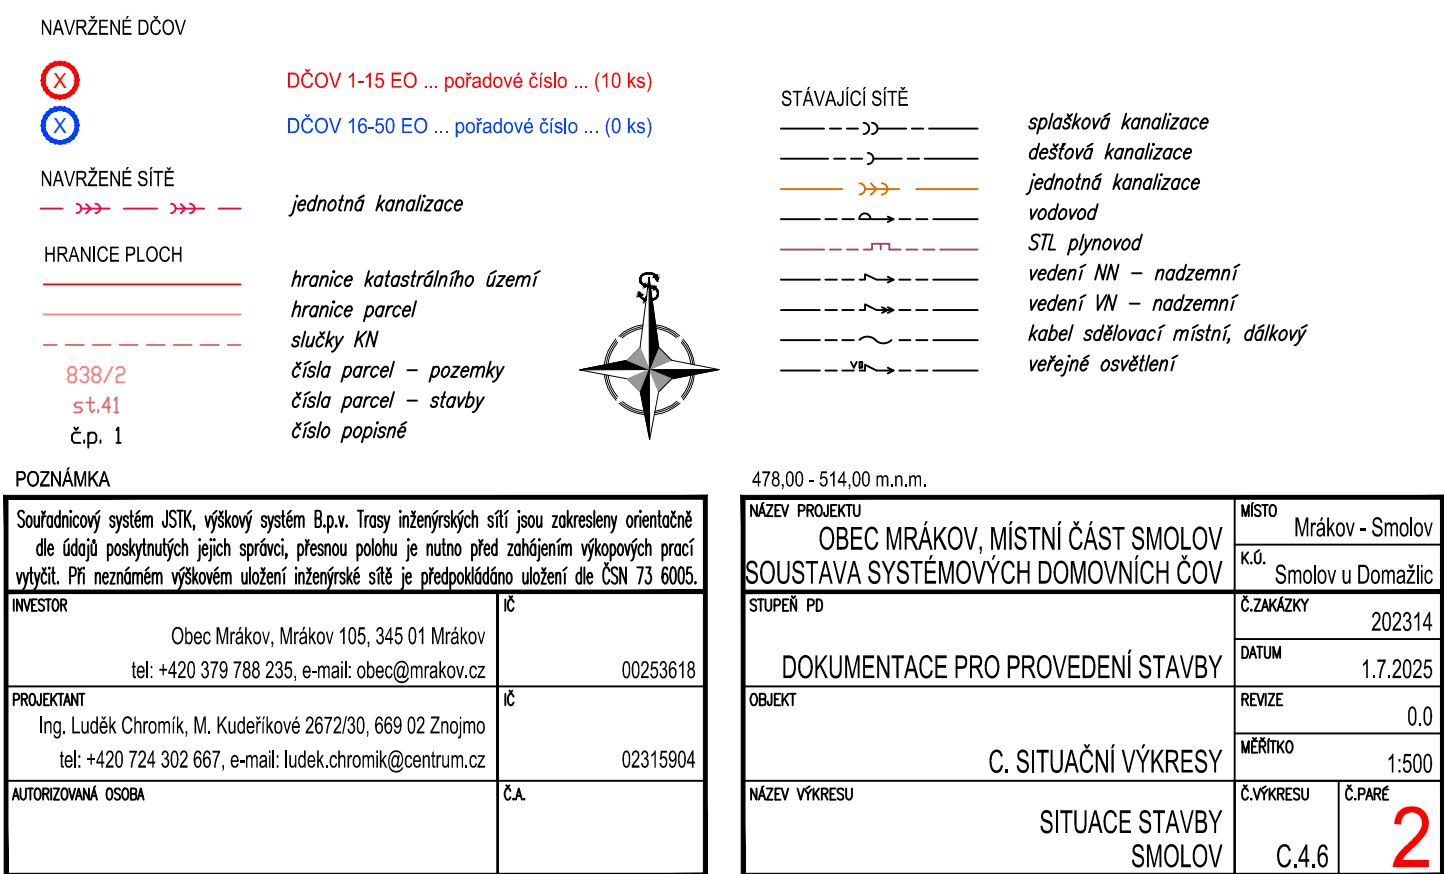 NAVRŽENÉ DČOV
X
DČOV 1-15 EO ... pořadové číslo ... (10 ks)
X
DČOV 16-50 EO ... pořadové číslo ... (0 ks)
NAVRŽENÉ SÍTĚ
jednotná kanalizace
HRANICE PLOCH
hranice katastrálního území
hranice parcel
slučky KN
838/2
čísla parcel – pozemky
st.41
čísla parcel – stavby
č.p. 1
číslo popisné
S
STÁVAJÍCÍ SÍTĚ
splašková kanalizace
dešťová kanalizace
jednotná kanalizace
vodovod
STL plynovod
vedení NN – nadzemní
vedení VN – nadzemní
kabel sdělovací místní, dálkový
VO
veřejné osvětlení
POZNÁMKA
Souřadnicový systém JSTK, výškový systém B.p.v. Trasy inženýrských sítí jsou zakresleny orientačně
dle údajů poskytnutých jejich správci, přesnou polohu je nutno před zahájením výkopových prací
vytyčit. Při neznámém výškovém uložení inženýrské sítě je předpokládáno uložení dle ČSN 73 6005.
INVESTOR
IČ
Obec Mrákov, Mrákov 105, 345 01 Mrákov
tel: +420 379 788 235, e-mail: obec@mrakov.cz
00253618
PROJEKTANT
IČ
Ing. Luděk Chromík, M. Kudeříkové 2672/30, 669 02 Znojmo
tel: +420 724 302 667, e-mail: ludek.chromik@centrum.cz
02315904
AUTORIZOVANÁ OSOBA
Č.A.
478,00 - 514,00 m.n.m.
NÁZEV PROJEKTU
OBEC MRÁKOV, MÍSTNÍ ČÁST SMOLOV
SOUSTAVA SYSTÉMOVÝCH DOMOVNÍCH ČOV
MÍSTO
Mrákov - Smolov
K.Ú.
Smolov u Domažlic
STUPEŇ PD
DOKUMENTACE PRO PROVEDENÍ STAVBY
Č.ZAKÁZKY
202314
DATUM
1.7.2025
OBJEKT
C. SITUAČNÍ VÝKRESY
REVIZE
0.0
MĚŘÍTKO
1:500
NÁZEV VÝKRESU
SITUACE STAVBY
SMOLOV
Č.VÝKRESU
C.4.6
Č.PARÉ
2